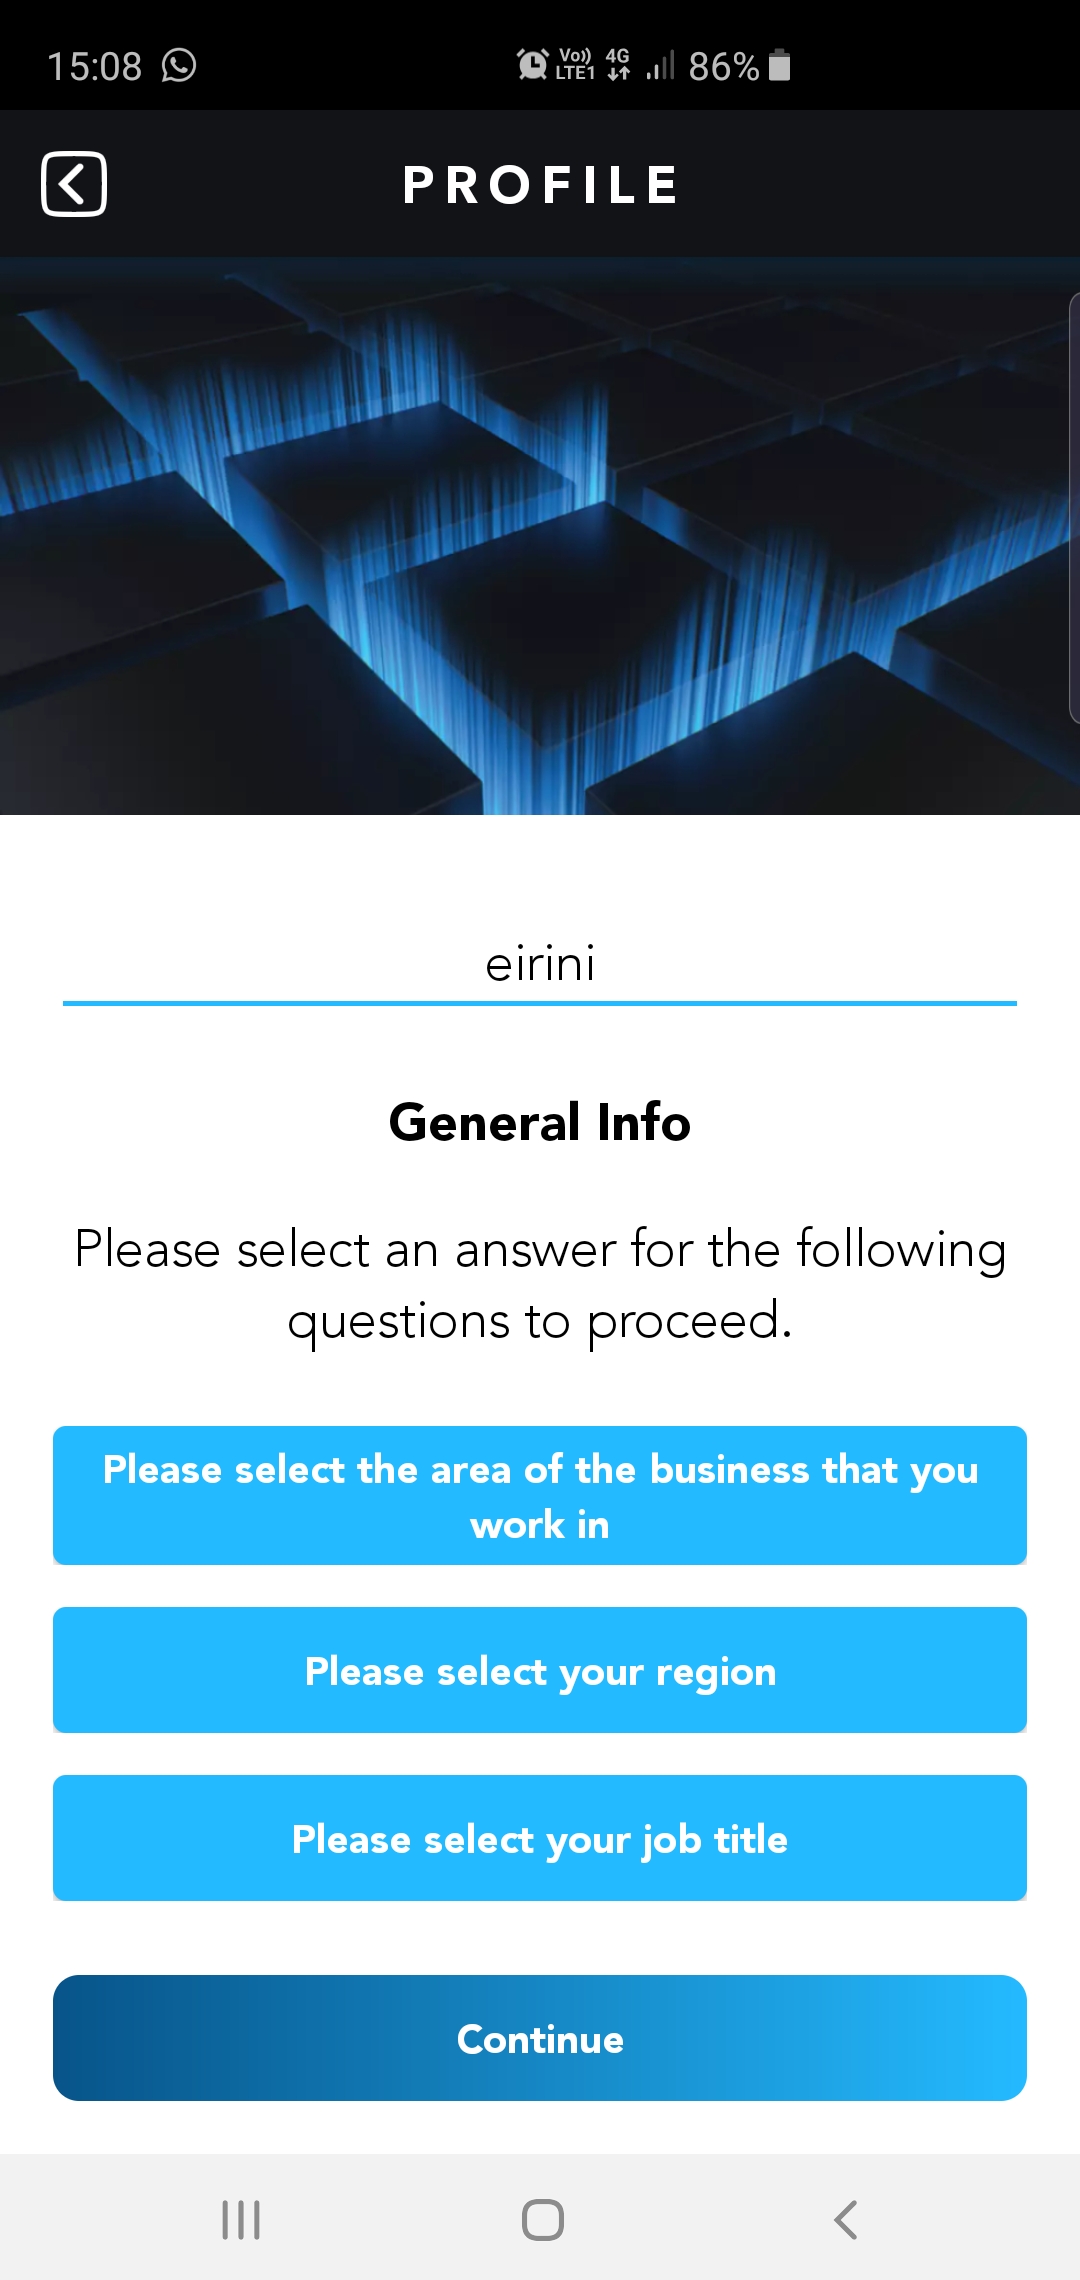 15:08
Vo)) 4G
LTE1 86%
PROFILE
eirini
General Info
Please select an answer for the following
questions to proceed.
Please select the area of the business that you
work in
Please select your region
Please select your job title
Continue